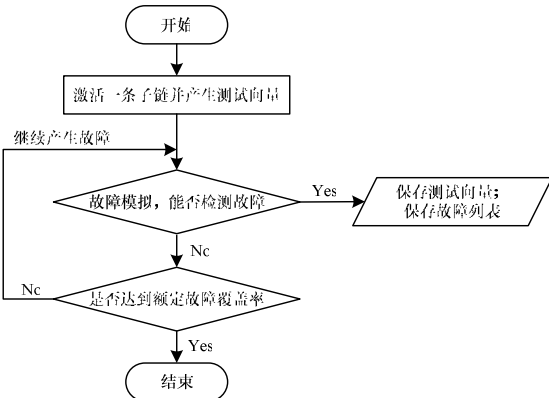 开始
激活一条子链并产生测试向量
继续产生故障
故障模拟，能否检测故障
Yes
保存测试向量；
保存故障列表
No
是否达到额定故障覆盖率
No
Yes
结束